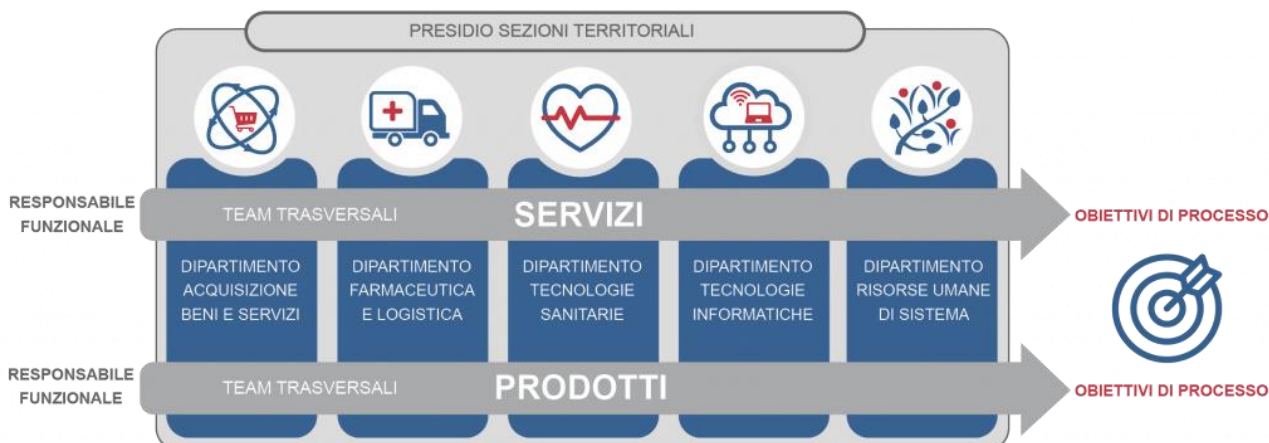 PRESIDIO SEZIONI TERRITORIALI
RESPONSABILE
FUNZIONALE
TEAM TRASVERSALI
SERVIZI
OBIETTIVI DI PROCESSO
DIPARTIMENTO
ACQUISIZIONE
BENI E SERVIZI
DIPARTIMENTO
FARMACEUTICA
E LOGISTICA
DIPARTIMENTO
TECNOLOGIE
SANITARIE
DIPARTIMENTO
TECNOLOGIE
INFORMATICHE
DIPARTIMENTO
RISORSE UMANE
DI SISTEMA
RESPONSABILE
FUNZIONALE
TEAM TRASVERSALI
PRODOTTI
OBIETTIVI DI PROCESSO